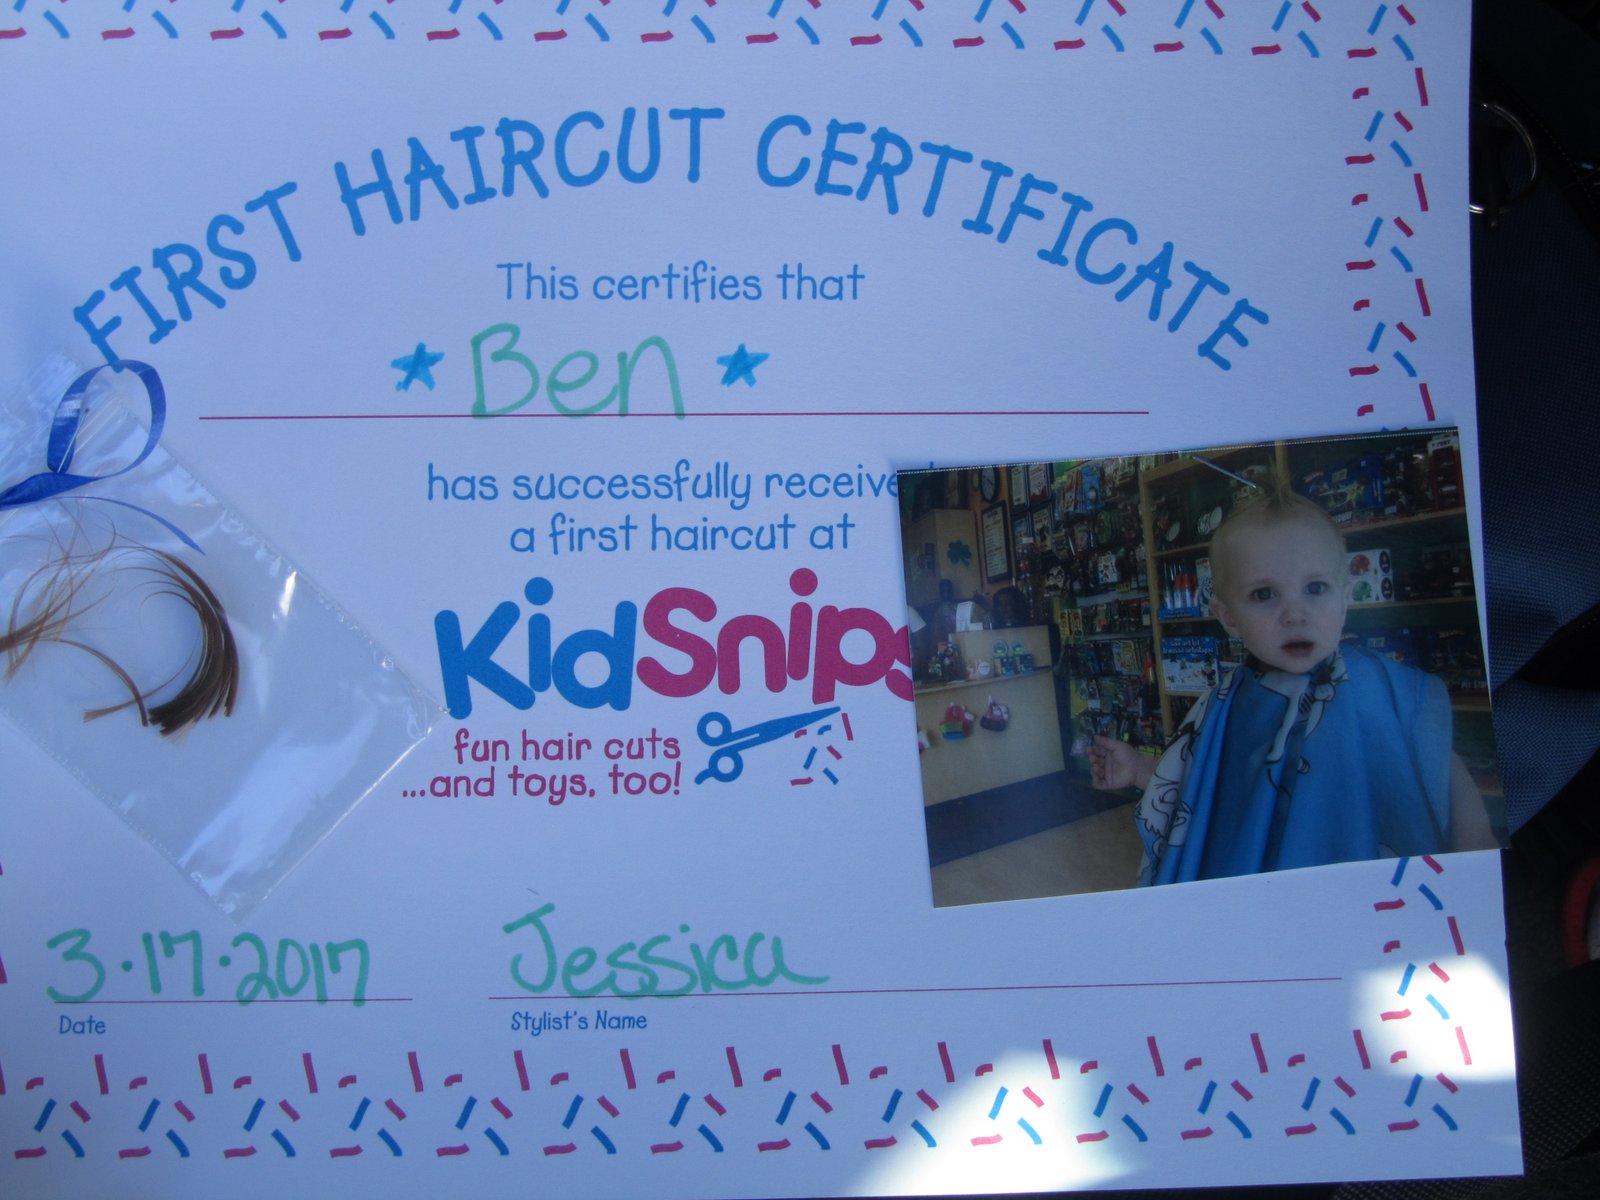 FIRST HAIRCUT CERTIFICATE
This certifies that
Ben
has successfully receive
a first haircut at
KidSnips
fun hair cuts
...and toys, too!
3.17.2017
Jessica
Date
Stylist's Name